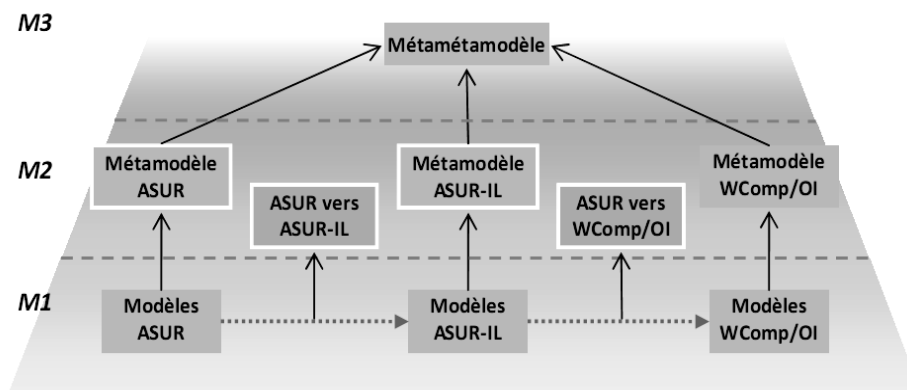 M3
Métamétamodèle
M2
Métamodèle
ASUR
ASUR vers
ASUR-IL
Métamodèle
ASUR-IL
ASUR vers
WComp/OI
Métamodèle
WComp/OI
M1
Modèles
ASUR
Modèles
ASUR-IL
Modèles
WComp/OI